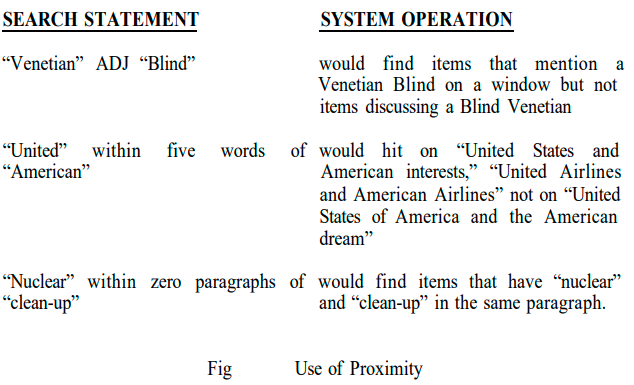 SEARCH STATEMENT SYSTEM OPERATION
“Venetian” ADJ “Blind” would find items that mention a
Venetian Blind on a window but not
items discussing a Blind Venetian
“United” within five words of would hit on “United States and
“American” American interests,” “United Airlines
and American Airlines” not on “United
States of America and the American
dream”
“Nuclear” within zero paragraphs of would find items that have “nuclear”
“clean-up” and “clean-up” in the same paragraph.
Fig Use of Proximity